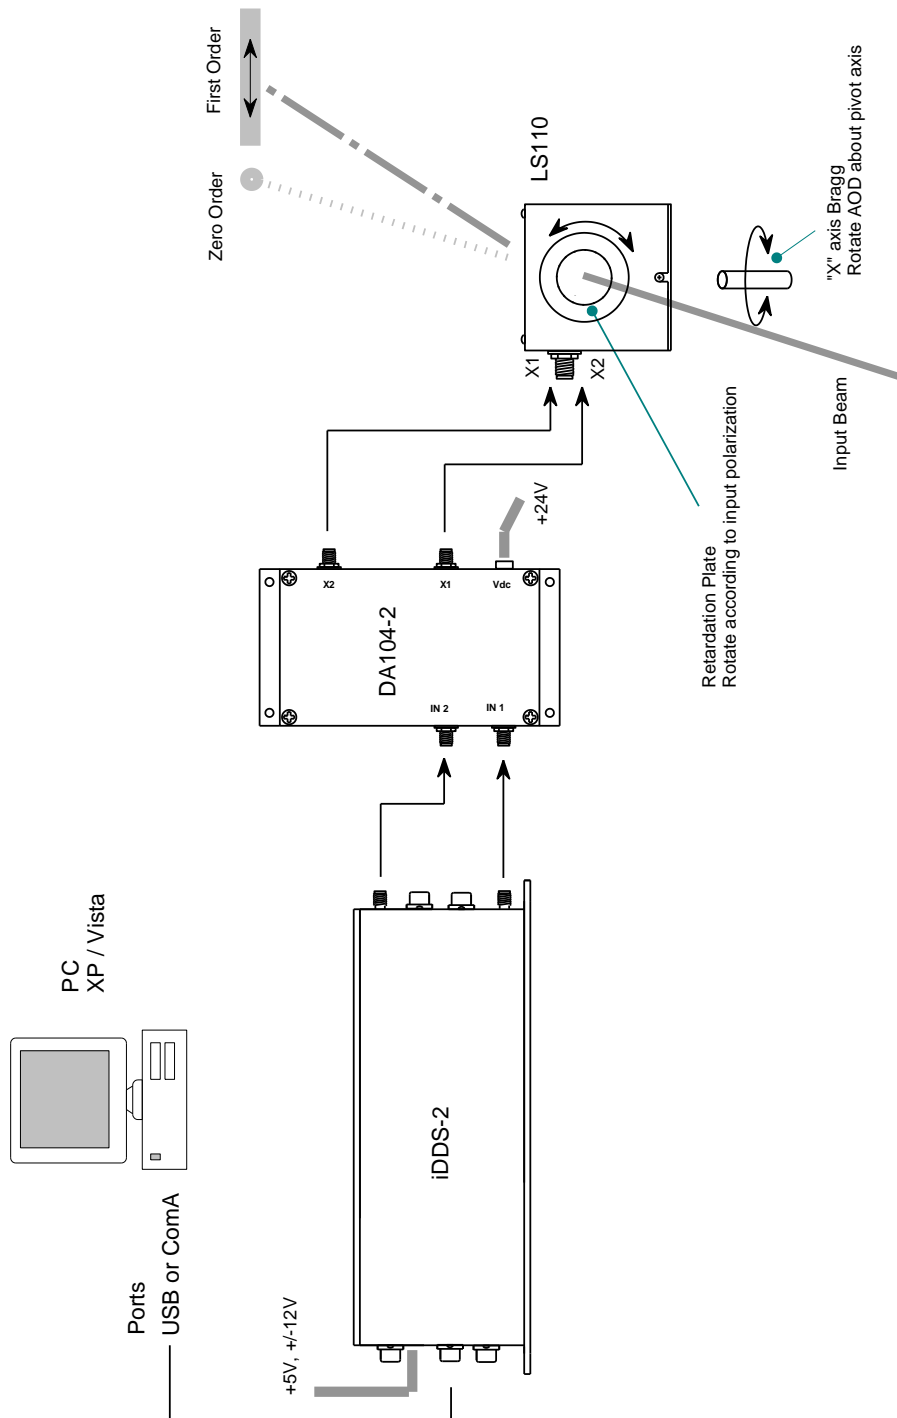 PC
XP / Vista
Ports
USB or ComA
+5V, +/-12V
iDDS-2
DA104-2
IN 2
IN 1
X2
X1
Vdc
+24V
X1
X2
LS110
Zero Order
First Order
"X" axis Bragg
Rotate AOD about pivot axis
Input Beam
Retardation Plate
Rotate according to input polarization